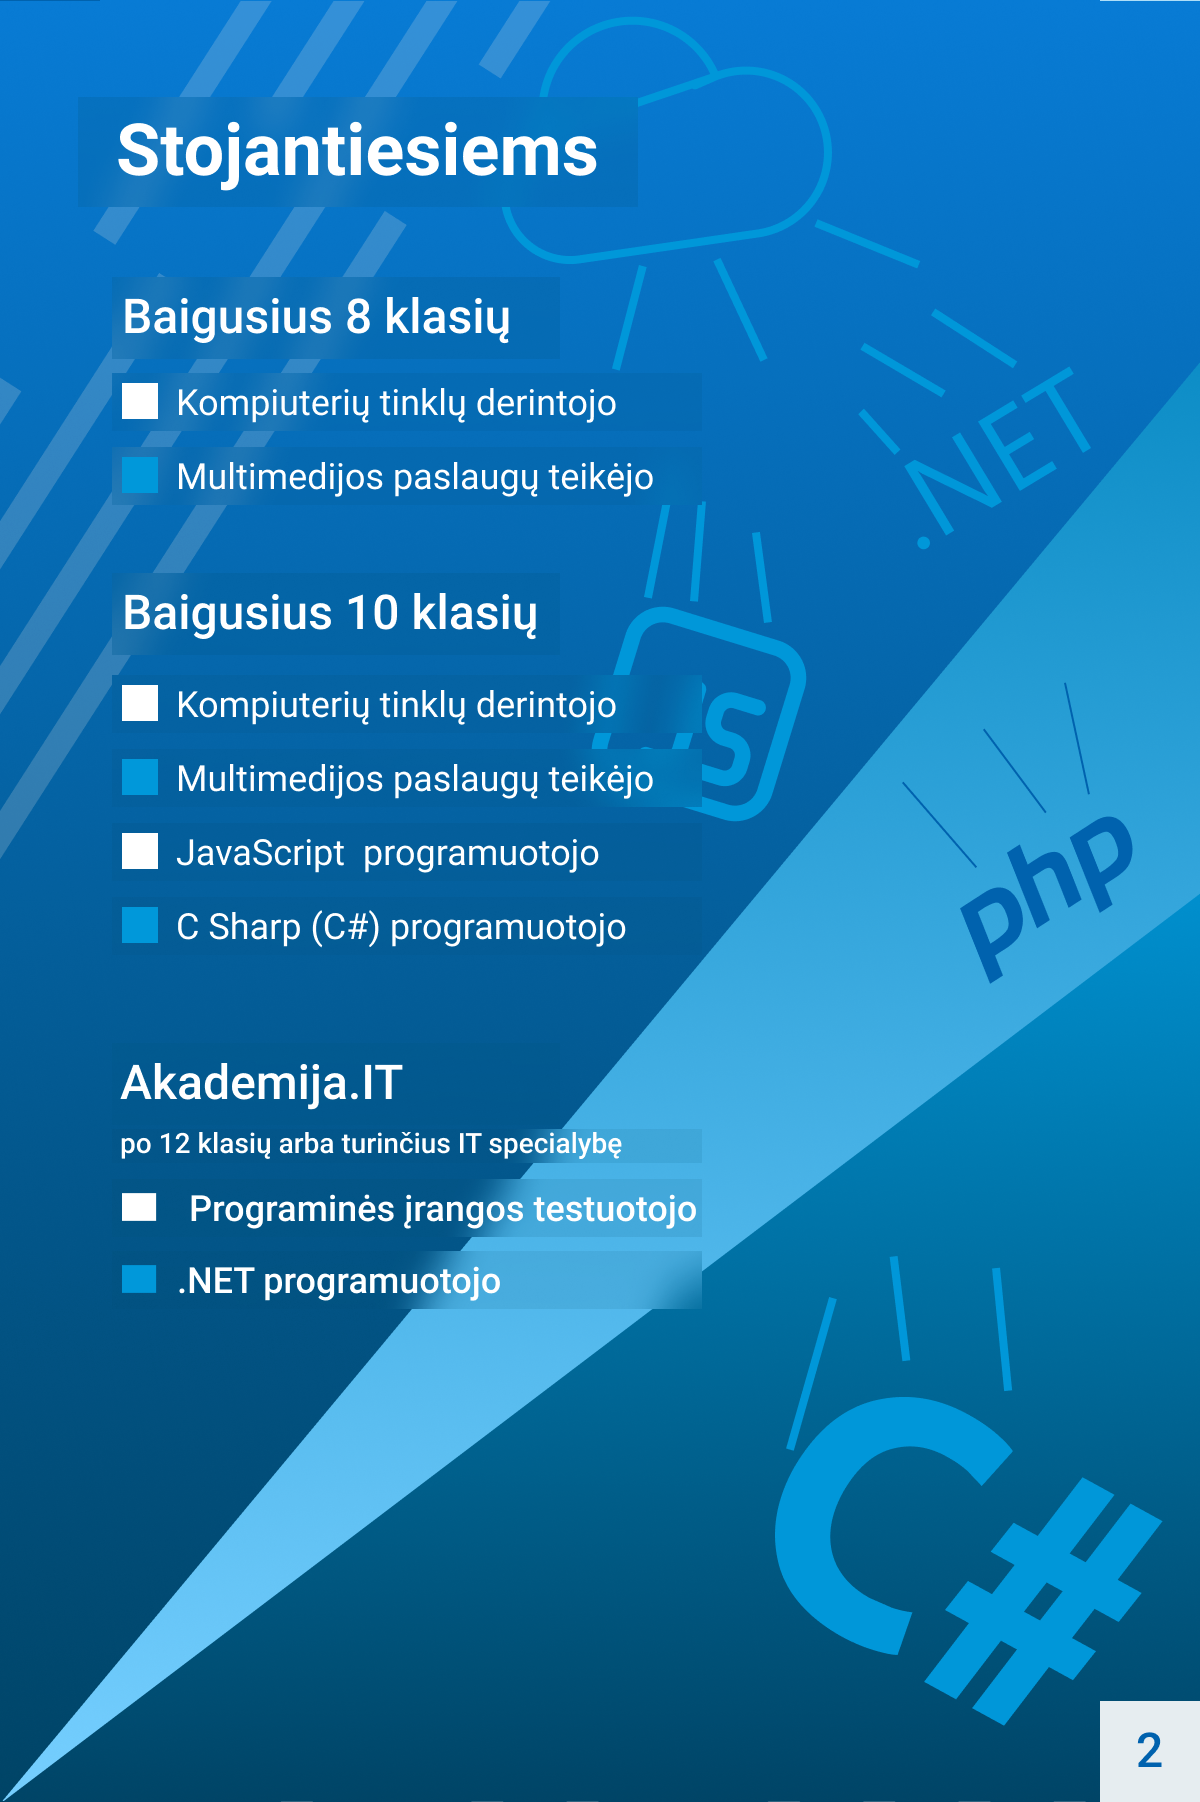 Stojantiesiems
Baigusius 8 klasių
Kompiuterių tinklų derintojo
Multimedijos paslaugų teikėjo
.NET
Baigusius 10 klasių
Kompiuterių tinklų derintojo
JS
Multimedijos paslaugų teikėjo
JavaScript  programuotojo
php
C Sharp (C#) programuotojo
Akademija.IT
po 12 klasių arba turinčius IT specialybę
Programinės įrangos testuotojo
.NET programuotojo
C#
2